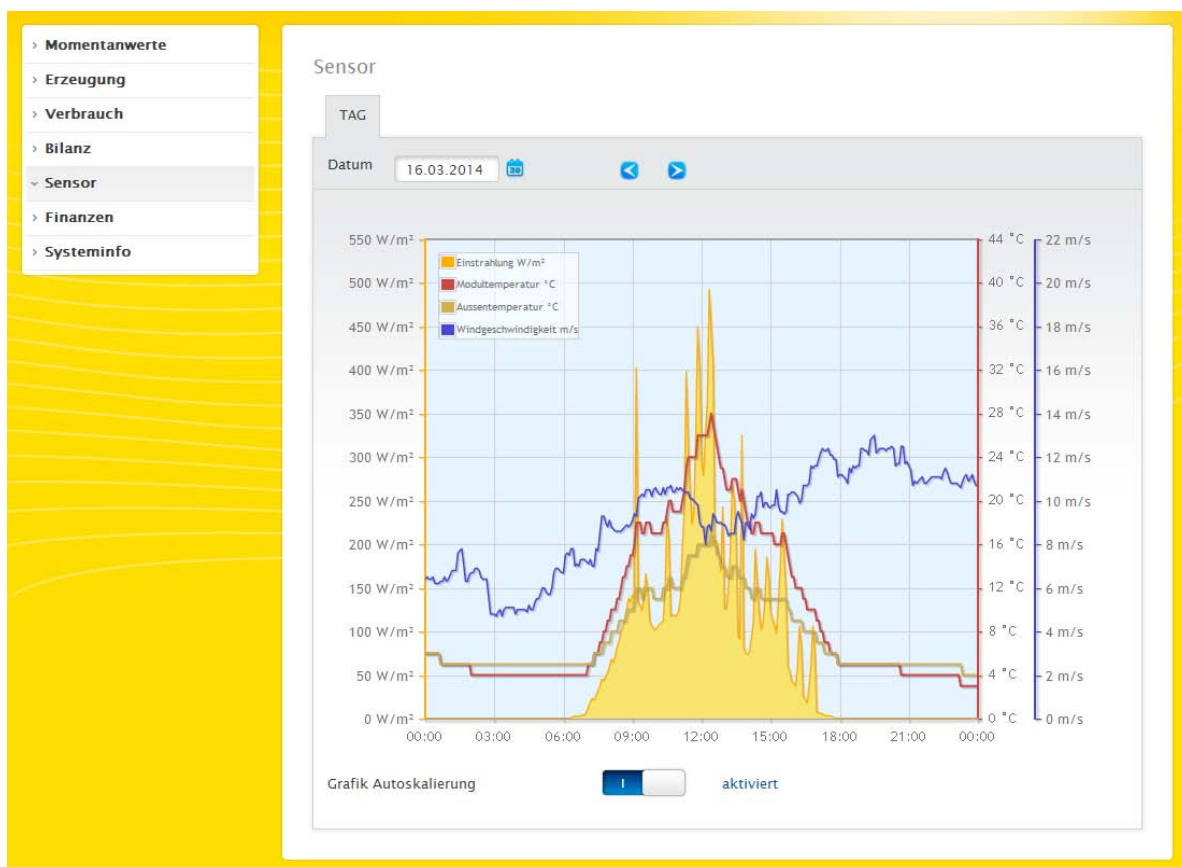 Momentanwerte
Erzeugung
Verbrauch
Bilanz
Sensor
Finanzen
Systeminfo
Sensor
TAG
Datum 16.03.2014 30
550 W/m² 44 °C 22 m/s
Einstrahlung W/m²
500 W/m² Modultemperatur °C 40 °C 20 m/s
Aussentemperatur °C
450 W/m² Windgeschwindigkeit m/s 36 °C 18 m/s
400 W/m² 32 °C 16 m/s
350 W/m² 28 °C 14 m/s
300 W/m² 24 °C 12 m/s
250 W/m² 20 °C 10 m/s
200 W/m² 16 °C 8 m/s
150 W/m² 12 °C 6 m/s
100 W/m² 8 °C 4 m/s
50 W/m² 4 °C 2 m/s
0 W/m² 0 °C 0 m/s
00:00 03:00 06:00 09:00 12:00 15:00 18:00 21:00 00:00
Grafik Autoskalierung I aktiviert